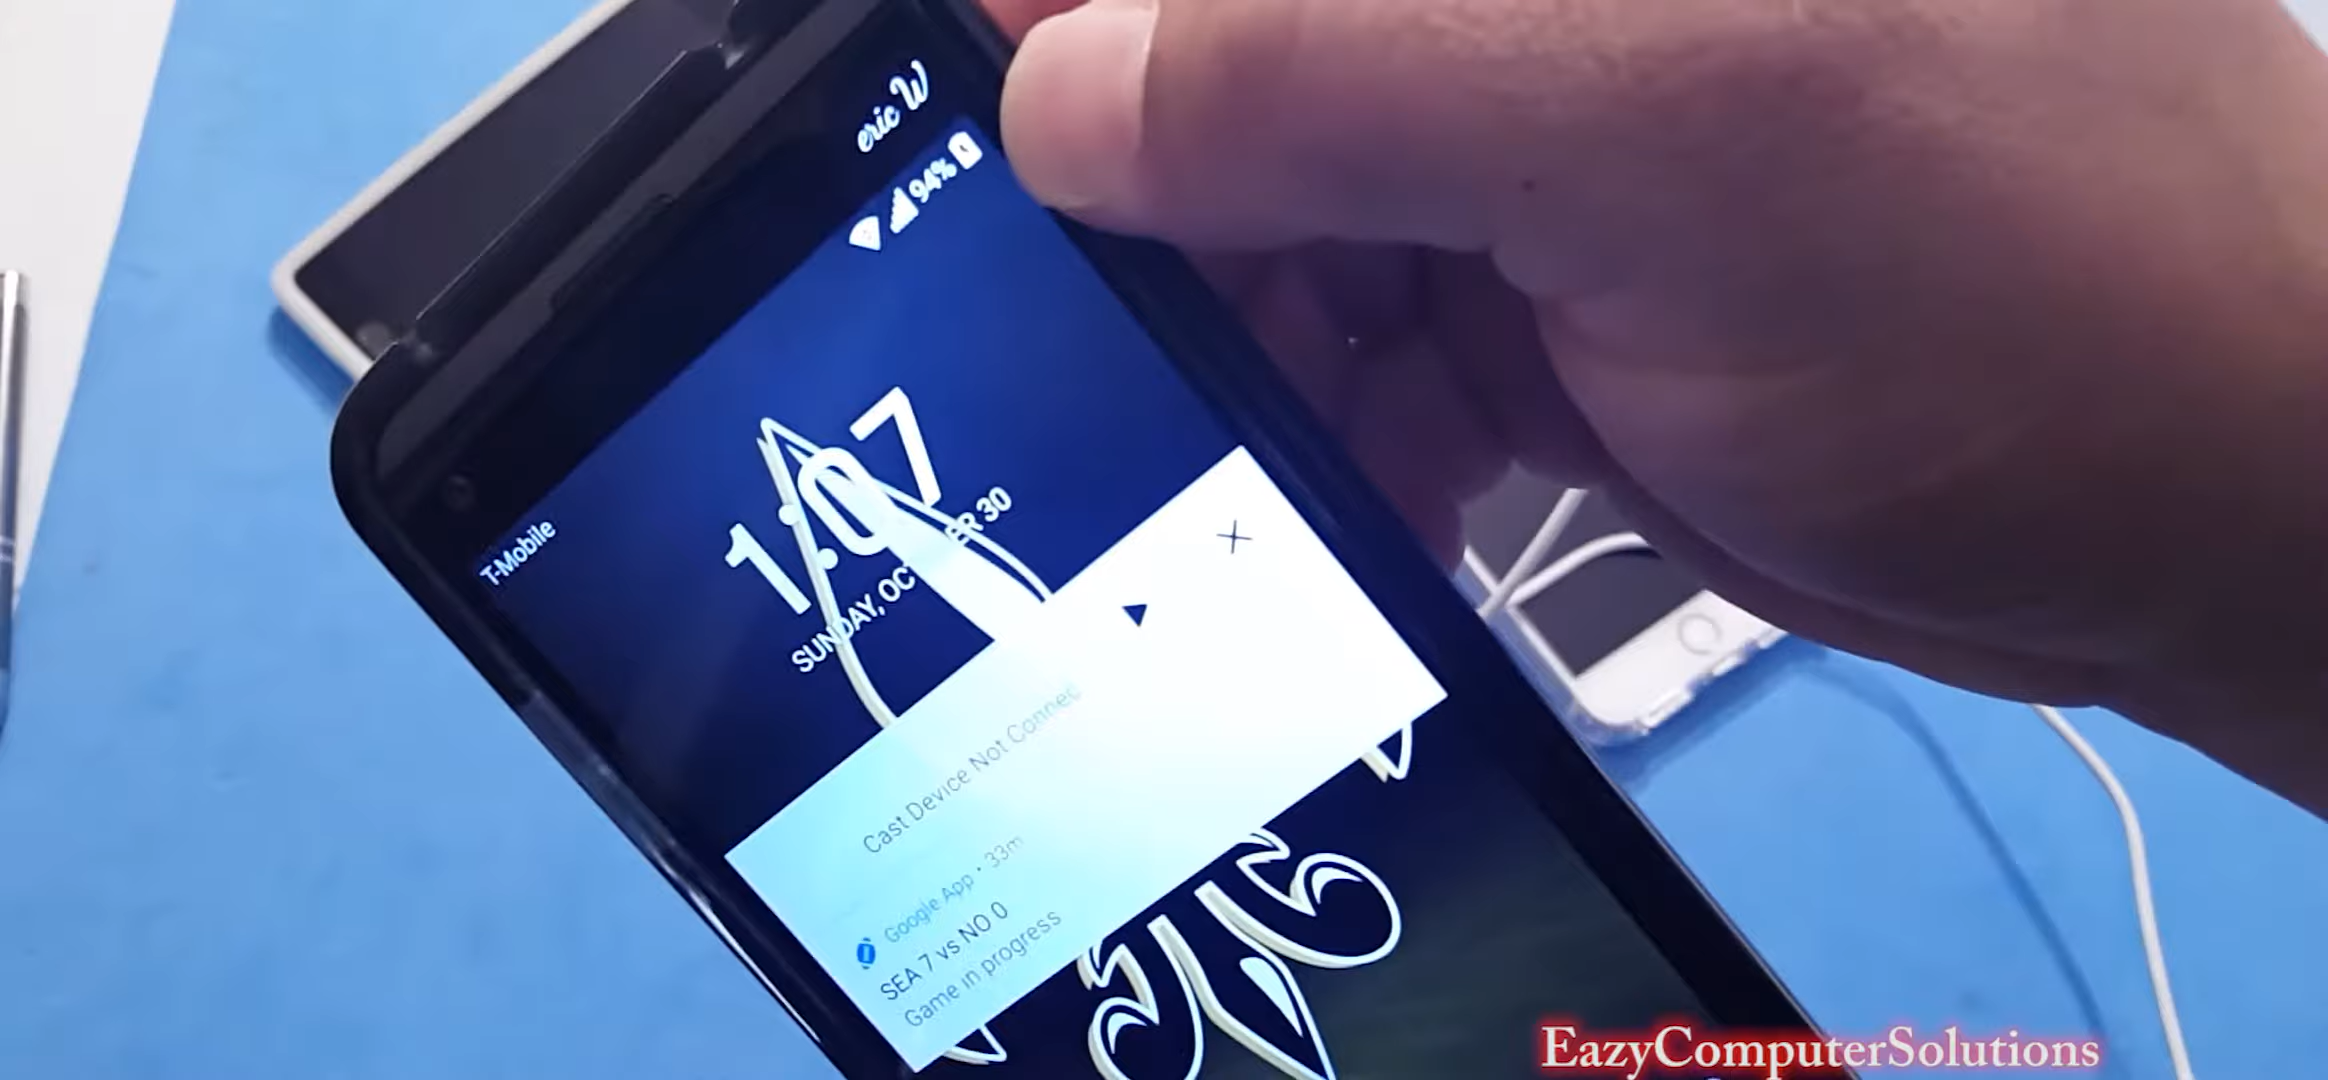 eric W
T-Mobile
94%
1:07
SUNDAY, OCTOBER 30
Cast Device Not Connec
Google App • 33m
SEA 7 vs NO 0
Game in progress
EazyComputerSolutions